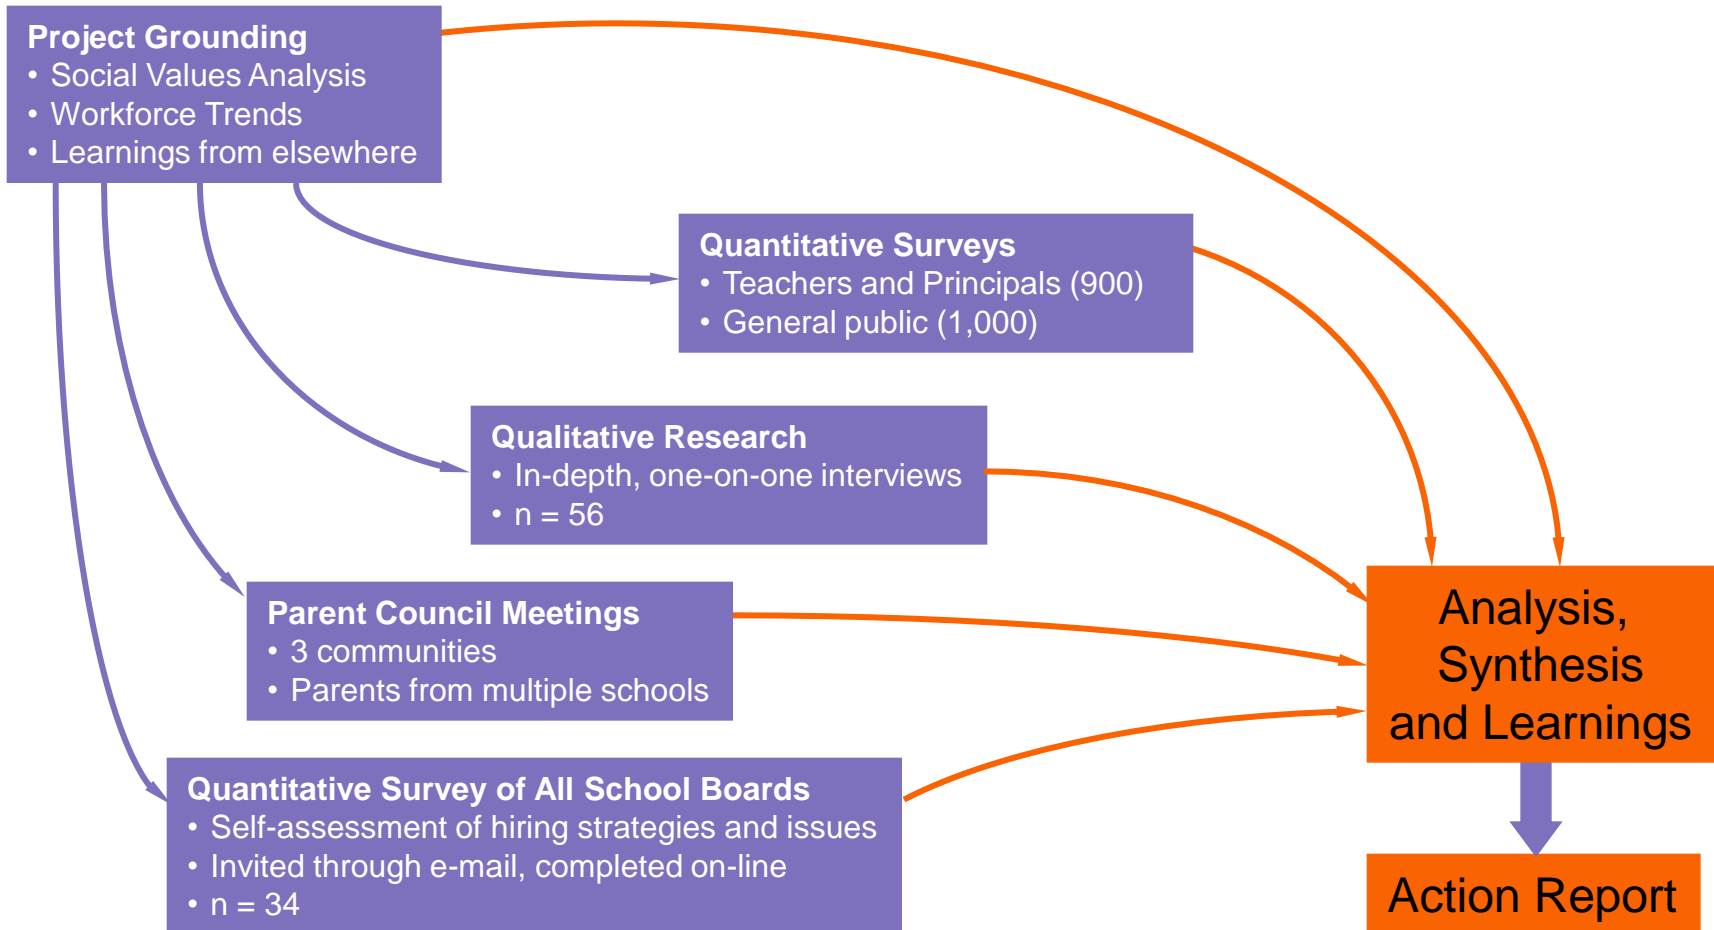 Project Grounding
• Social Values Analysis
• Workforce Trends
• Learnings from elsewhere
Quantitative Surveys
• Teachers and Principals (900)
• General public (1,000)
Qualitative Research
• In-depth, one-on-one interviews
• n = 56
Parent Council Meetings
• 3 communities
• Parents from multiple schools
Quantitative Survey of All School Boards
• Self-assessment of hiring strategies and issues
• Invited through e-mail, completed on-line
• n = 34
Analysis,
Synthesis
and Learnings
Action Report